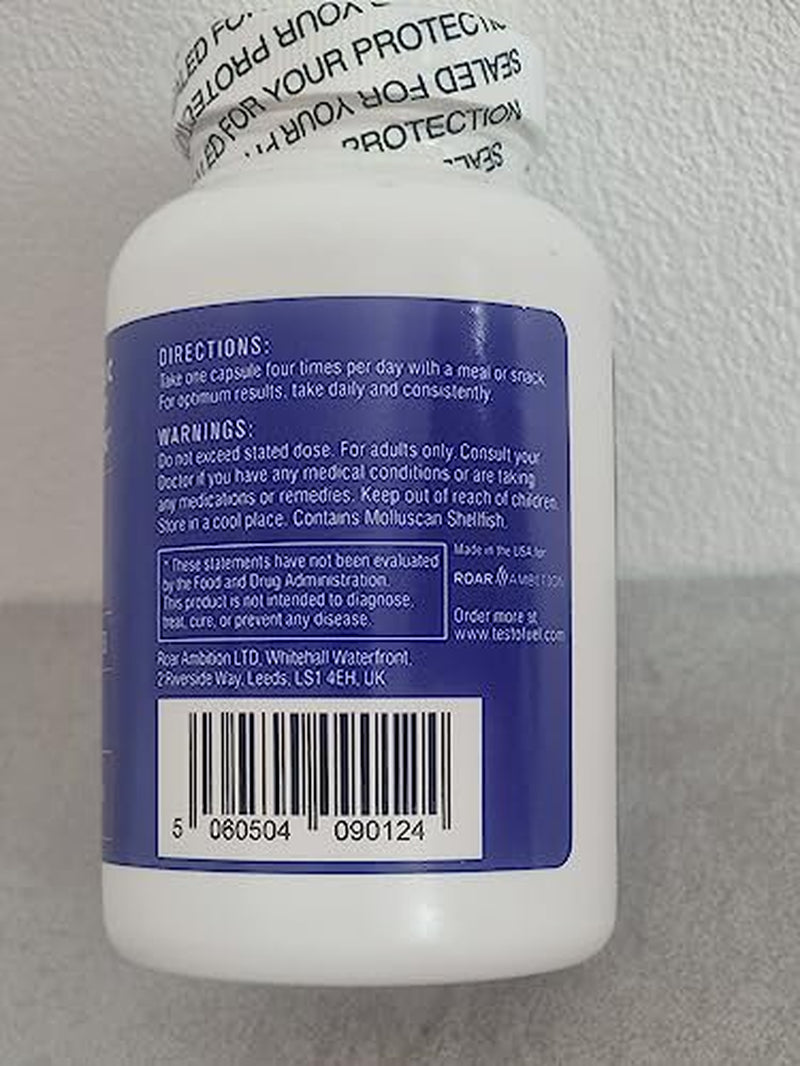 SEALED FOR YOUR PROTECTION
PROTECTION
DIRECTIONS:
Take one capsule four times per day with a meal or snack.
For optimum results, take daily and consistently.
WARNINGS:
Do not exceed stated dose. For adults only. Consult your
Doctor if you have any medical conditions or are taking
any medications or remedies. Keep out of reach of children.
Store in a cool place. Contains Molluscan Shellfish.
* These statements have not been evaluated
by the Food and Drug Administration.
This product is not intended to diagnose,
treat, cure, or prevent any disease.
Made in the USA for
ROAR AMBITION
Order more at
www.testofuel.com
Roar Ambition LTD, Whitehall Waterfront,
2 Riverside Way, Leeds, LS1 4EH, UK
5 060504 090124